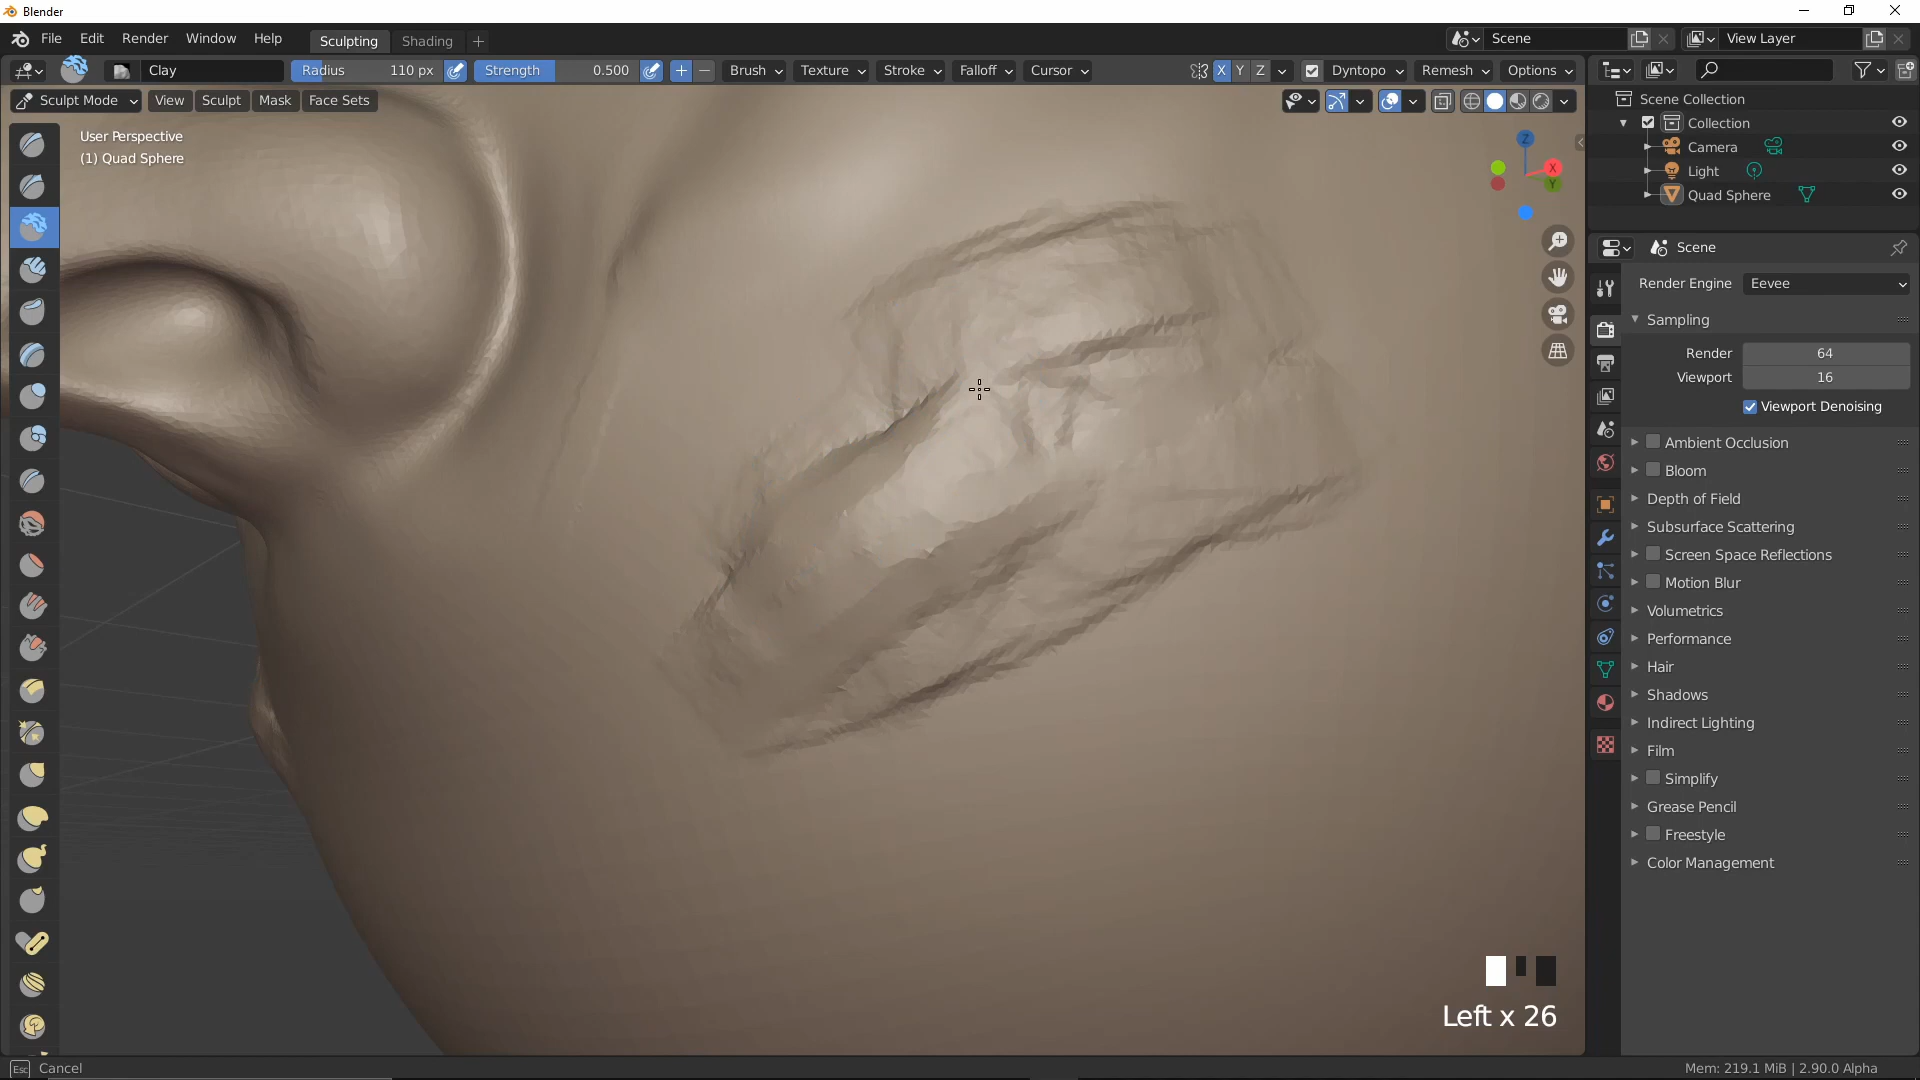 Blender
File Edit Render Window Help Sculpting Shading + Scene View Layer
Clay Radius 110 px Strength 0.500 + − Brush Texture Stroke Falloff Cursor X Y Z Dyntopo Remesh Options
Sculpt Mode View Sculpt Mask Face Sets
User Perspective
(1) Quad Sphere
Z
X
Y
Scene Collection
Collection
Camera
Light
Quad Sphere
Scene
Render Engine Eevee
Sampling
Render 64
Viewport 16
Viewport Denoising
Ambient Occlusion
Bloom
Depth of Field
Subsurface Scattering
Screen Space Reflections
Motion Blur
Volumetrics
Performance
Hair
Shadows
Indirect Lighting
Film
Simplify
Grease Pencil
Freestyle
Color Management
Left x 26
Esc Cancel
Mem: 219.1 MiB | 2.90.0 Alpha